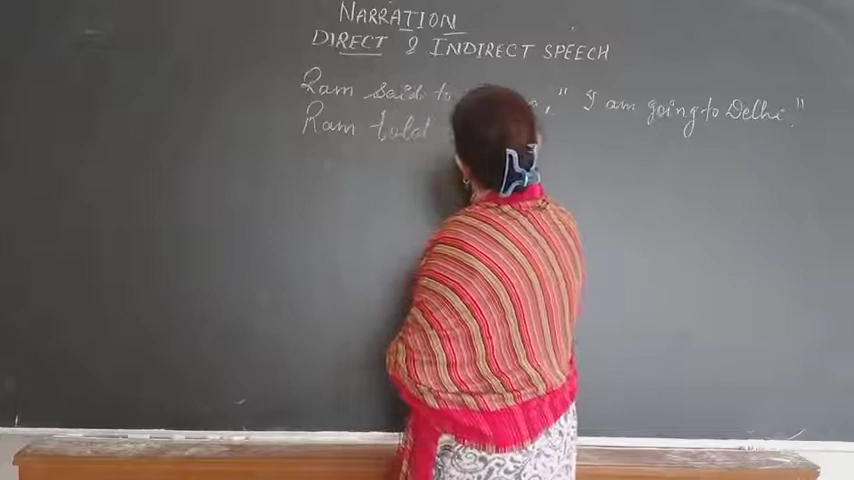 NARRATION
DIRECT & INDIRECT SPEECH
Ram said to , "I am going to Delhi."
Ram told